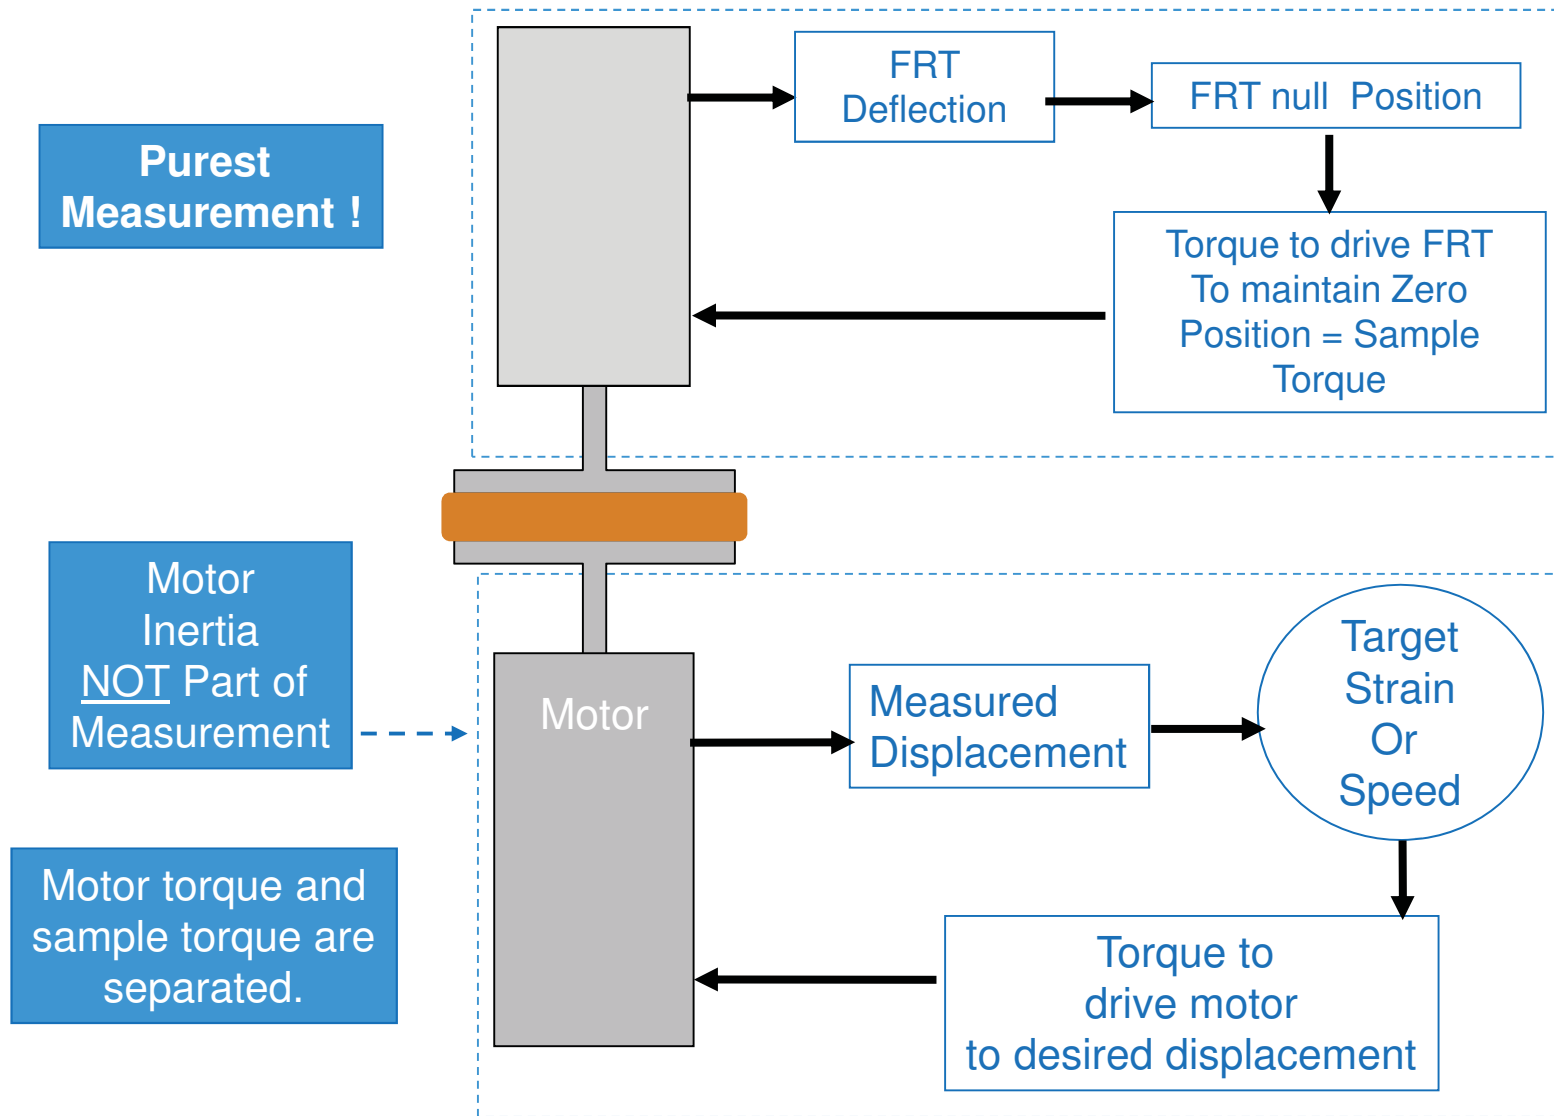 FRT
Deflection
FRT null Position
Purest
Measurement !
Torque to drive FRT
To maintain Zero
Position = Sample
Torque
Motor
Inertia
NOT Part of
Measurement
Motor
Measured
Displacement
Target
Strain
Or
Speed
Motor torque and
sample torque are
separated.
Torque to
drive motor
to desired displacement